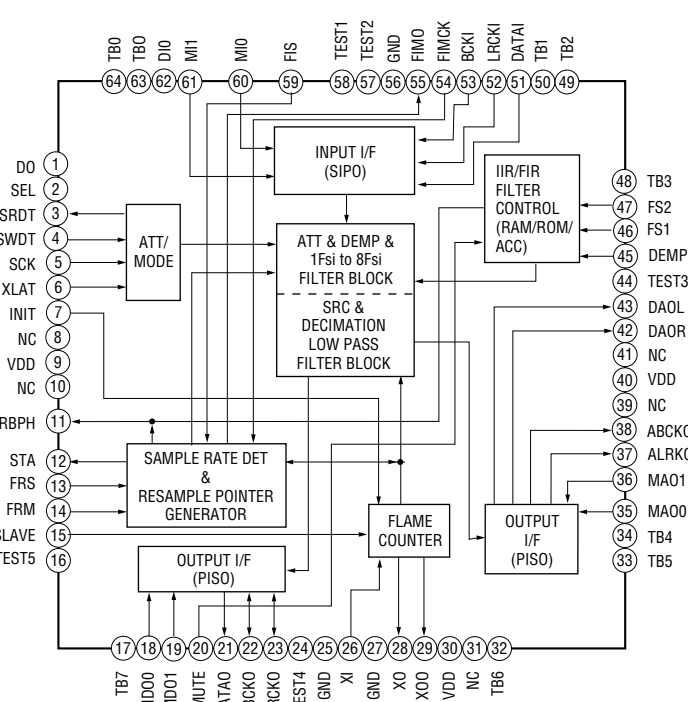 TB0
TBO
DI0
MI1
MI0
FIS
TEST1
TEST2
GND
FIMO
FIMCK
BCKI
LRCKI
DATAI
TB1
TB2
64 63 62 61 60 59 58 57 56 55 54 53 52 51 50 49
DO 1
SEL 2
SRDT 3
SWDT 4
SCK 5
XLAT 6
INIT 7
NC 8
VDD 9
NC 10
RBPH 11
STA 12
FRS 13
FRM 14
SLAVE 15
TEST5 16
INPUT I/F
(SIPO)
IIR/FIR
FILTER
CONTROL
(RAM/ROM/
ACC)
ATT/
MODE
ATT & DEMP &
1Fsi to 8Fsi
FILTER BLOCK
SRC &
DECIMATION
LOW PASS
FILTER BLOCK
SAMPLE RATE DET
&
RESAMPLE POINTER
GENERATOR
FLAME
COUNTER
OUTPUT
I/F
(PISO)
OUTPUT I/F
(PISO)
48 TB3
47 FS2
46 FS1
45 DEMP
44 TEST3
43 DAOL
42 DAOR
41 NC
40 VDD
39 NC
38 ABCKO
37 ALRKO
36 MAO1
35 MAO0
34 TB4
33 TB5
17 18 19 20 21 22 23 24 25 26 27 28 29 30 31 32
TB7
MDO0
MDO1
MUTE
DATAO
BCKO
RCKO
TEST4
GND
XI
GND
XO
XOO
VDD
NC
TB6